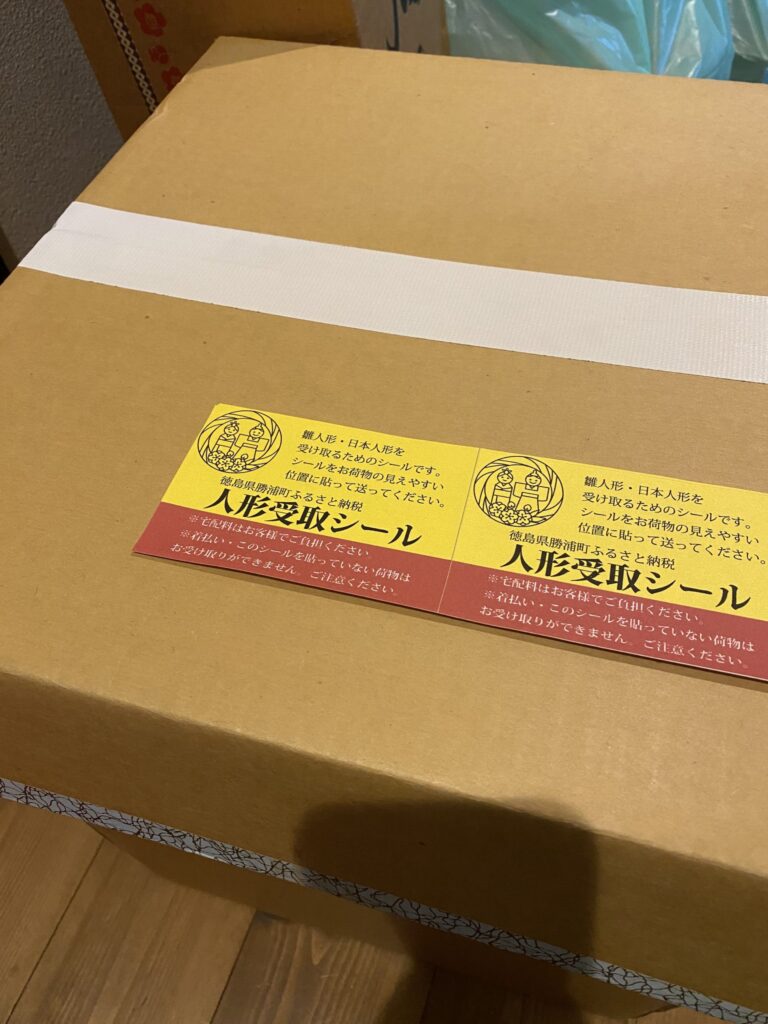 雛人形・日本人形を
受け取るためのシールです。
シールをお荷物の見えやすい
位置に貼って送ってください。
徳島県勝浦町ふるさと納税
人形受取シール
※宅配料はお客様でご負担ください。
※着払い・このシールを貼っていない荷物は
お受け取りができません。ご注意ください。
雛人形・日本人形を
受け取るためのシールです。
シールをお荷物の見えやすい
位置に貼って送ってください。
徳島県勝浦町ふるさと納税
人形受取シール
※宅配料はお客様でご負担ください。
※着払い・このシールを貼っていない荷物は
お受け取りができません。ご注意ください。